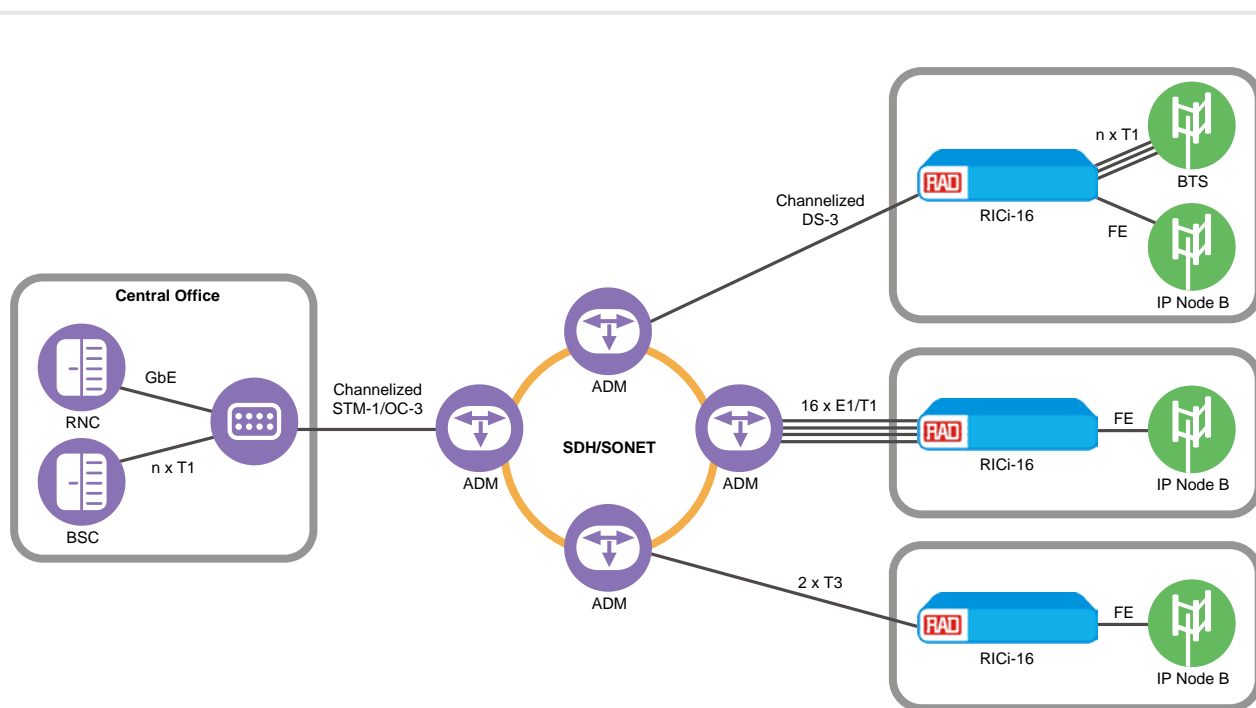 n x T1
BTS
RAD
RICi-16
Channelized
DS-3
FE
IP Node B
Central Office
GbE
RNC
n x T1
BSC
Channelized
STM-1/OC-3
ADM
ADM
SDH/SONET
ADM
ADM
16 x E1/T1
RAD
RICi-16
FE
IP Node B
2 x T3
RAD
RICi-16
FE
IP Node B